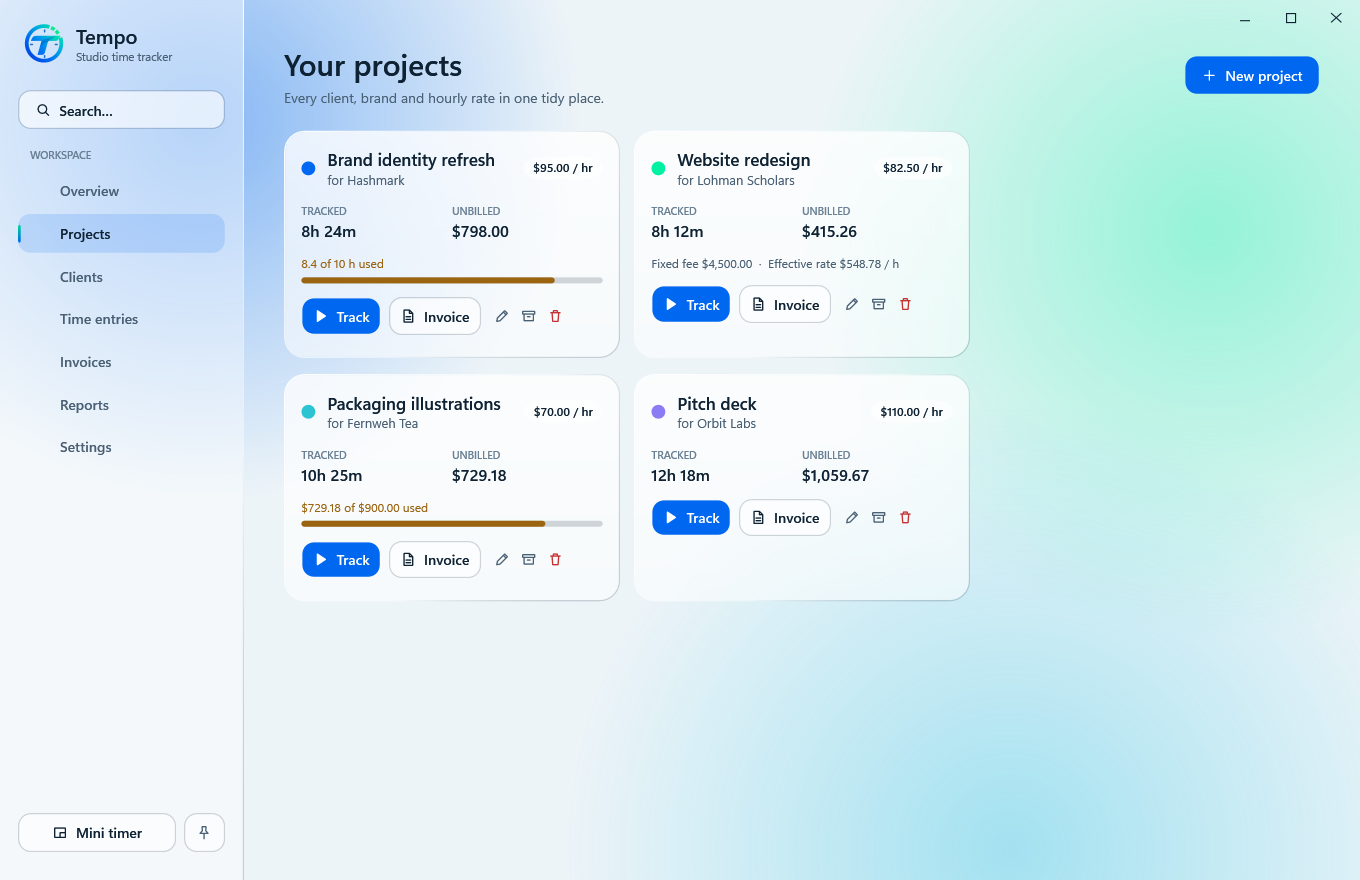 Tempo
Studio time tracker
Search...
WORKSPACE
Overview
Projects
Clients
Time entries
Invoices
Reports
Settings
Mini timer
Your projects
Every client, brand and hourly rate in one tidy place.
New project
Brand identity refresh
for Hashmark
$95.00 / hr
TRACKED
UNBILLED
8h 24m
$798.00
8.4 of 10 h used
Track
Invoice
Website redesign
for Lohman Scholars
$82.50 / hr
TRACKED
UNBILLED
8h 12m
$415.26
Fixed fee $4,500.00 · Effective rate $548.78 / h
Track
Invoice
Packaging illustrations
for Fernweh Tea
$70.00 / hr
TRACKED
UNBILLED
10h 25m
$729.18
$729.18 of $900.00 used
Track
Invoice
Pitch deck
for Orbit Labs
$110.00 / hr
TRACKED
UNBILLED
12h 18m
$1,059.67
Track
Invoice